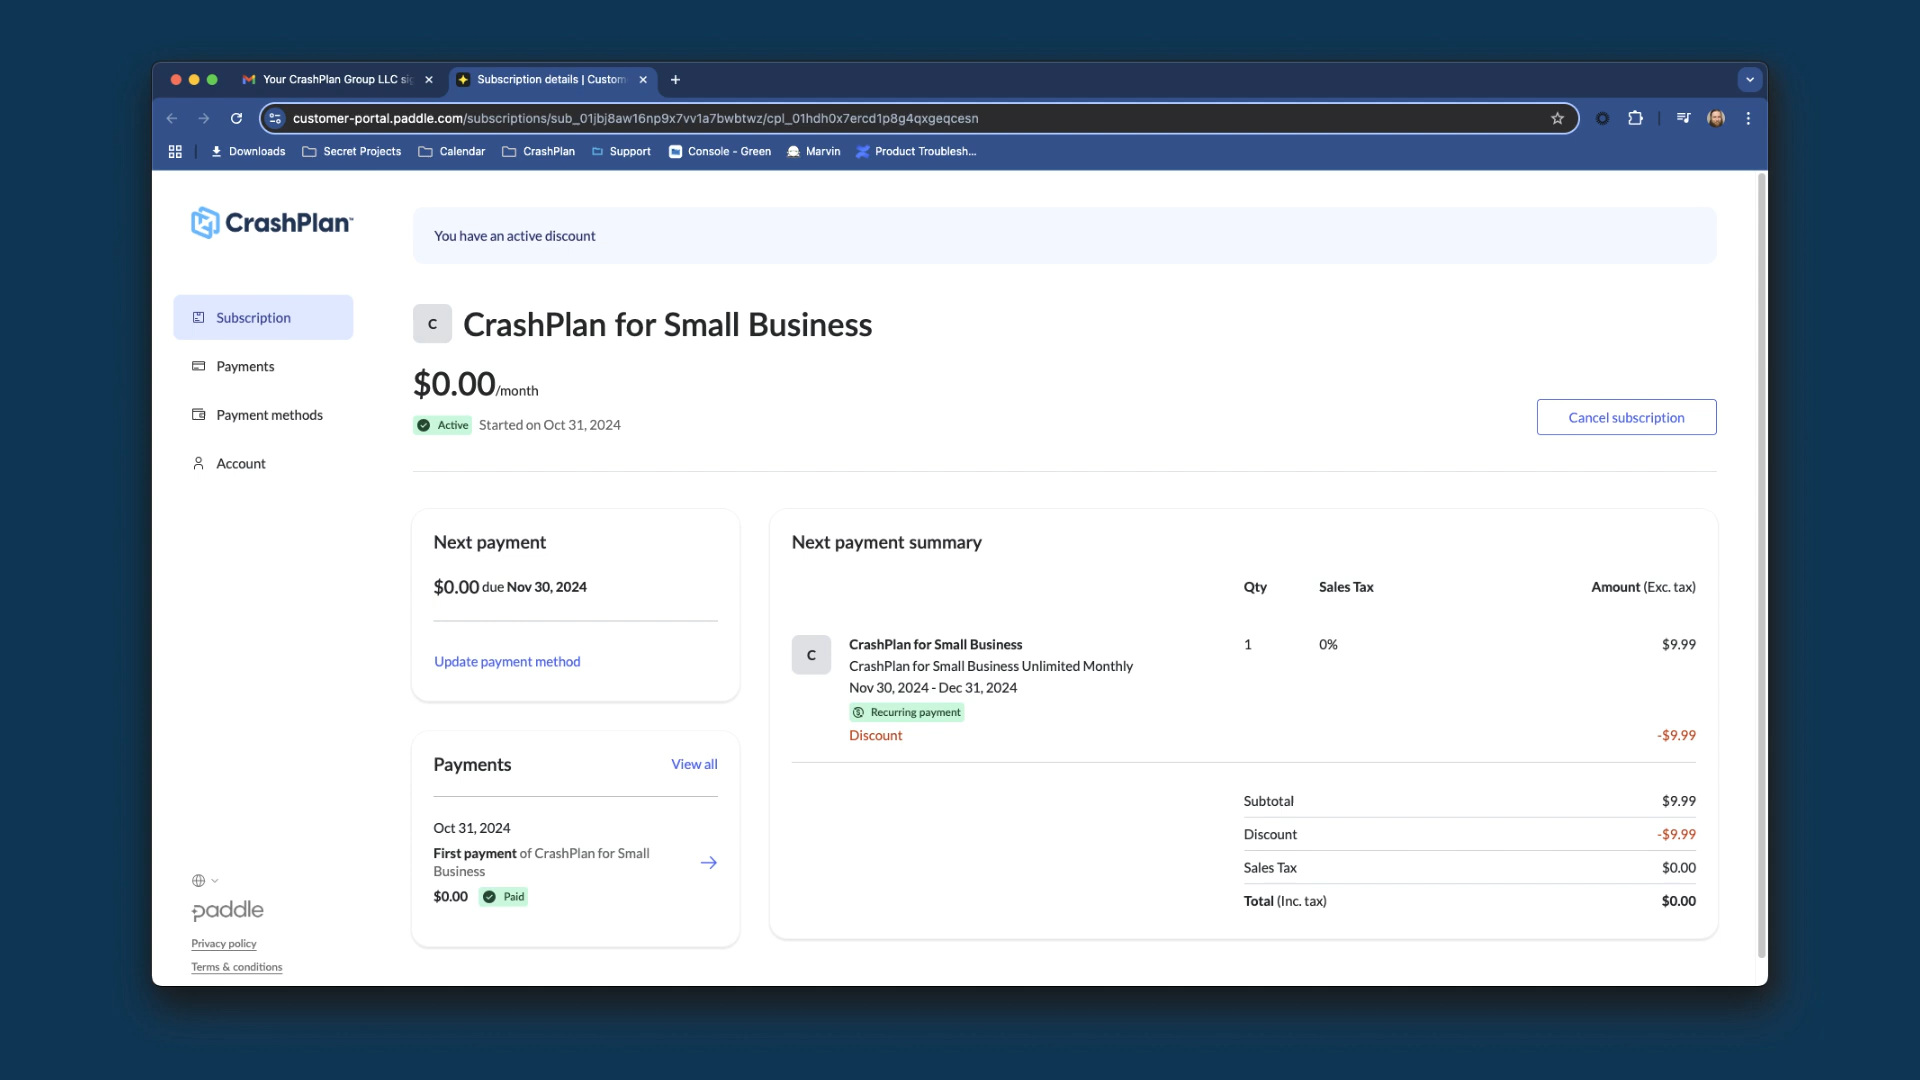 Your CrashPlan Group LLC si
Subscription details | Custom
customer-portal.paddle.com/subscriptions/sub_01jbj8aw16np9x7vv1a7bwbtwz/cpl_01hdh0x7ercd1p8g4qxgeqcesn
Downloads
Secret Projects
Calendar
CrashPlan
Support
Console - Green
Marvin
Product Troublesh...
CrashPlan™
You have an active discount
Subscription
Payments
Payment methods
Account
C
CrashPlan for Small Business
$0.00/month
Active Started on Oct 31, 2024
Cancel subscription
Next payment
$0.00 due Nov 30, 2024
Update payment method
Payments
View all
Oct 31, 2024
First payment of CrashPlan for Small
Business
$0.00 Paid
Next payment summary
Qty Sales Tax Amount (Exc. tax)
C
CrashPlan for Small Business 1 0% $9.99
CrashPlan for Small Business Unlimited Monthly
Nov 30, 2024 - Dec 31, 2024
Recurring payment
Discount -$9.99
Subtotal $9.99
Discount -$9.99
Sales Tax $0.00
Total (Inc. tax) $0.00
paddle
Privacy policy
Terms & conditions